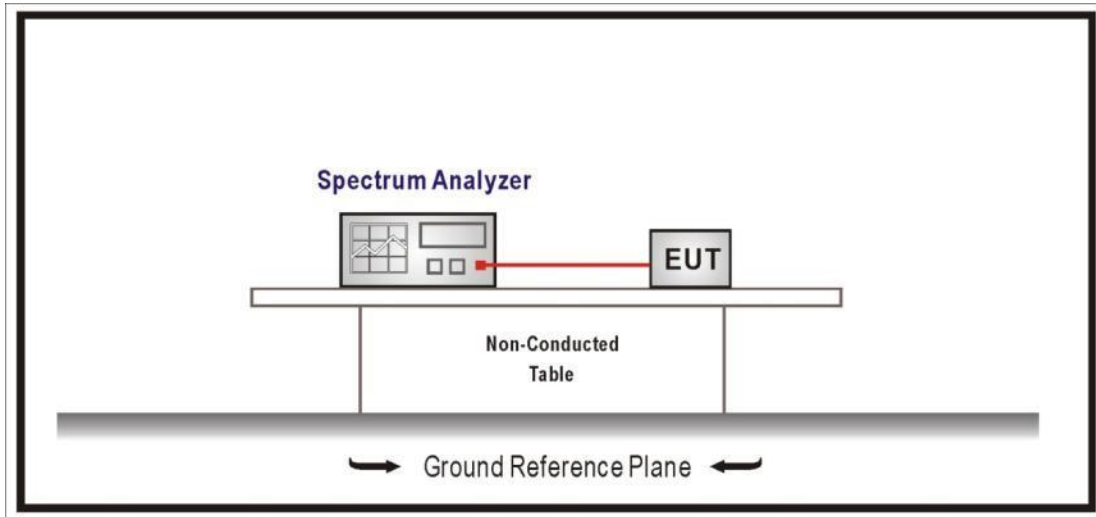 Spectrum Analyzer
EUT
Non-Conducted
Table
Ground Reference Plane